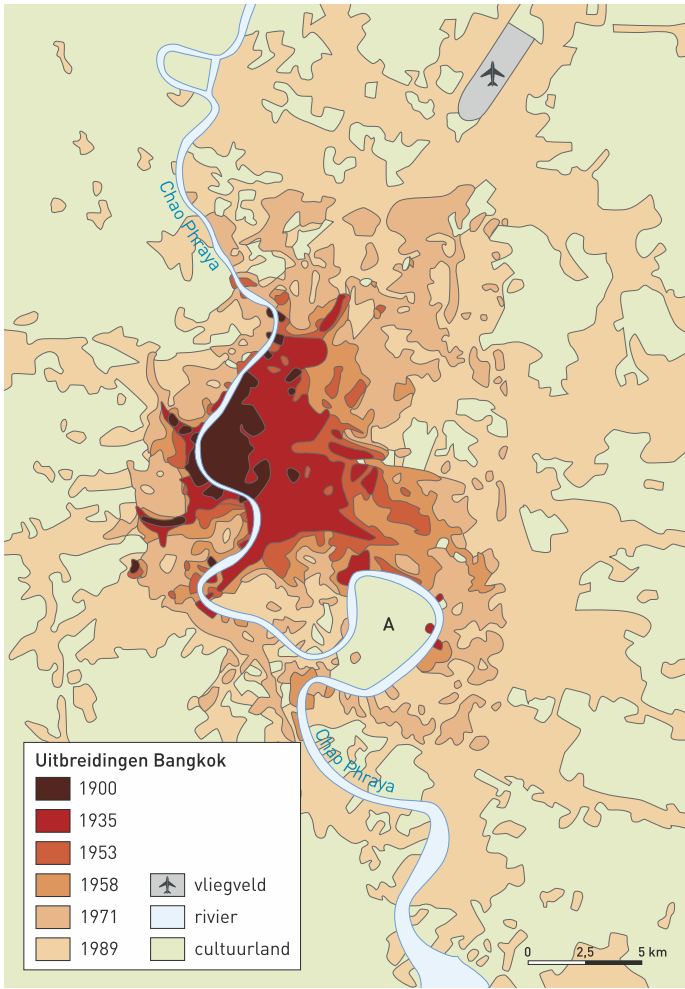 Chao Phraya
A
Chao Phraya
Uitbreidingen Bangkok
1900
1935
1953
1958
1971
1989
vliegveld
rivier
cultuurland
0 2,5 5 km